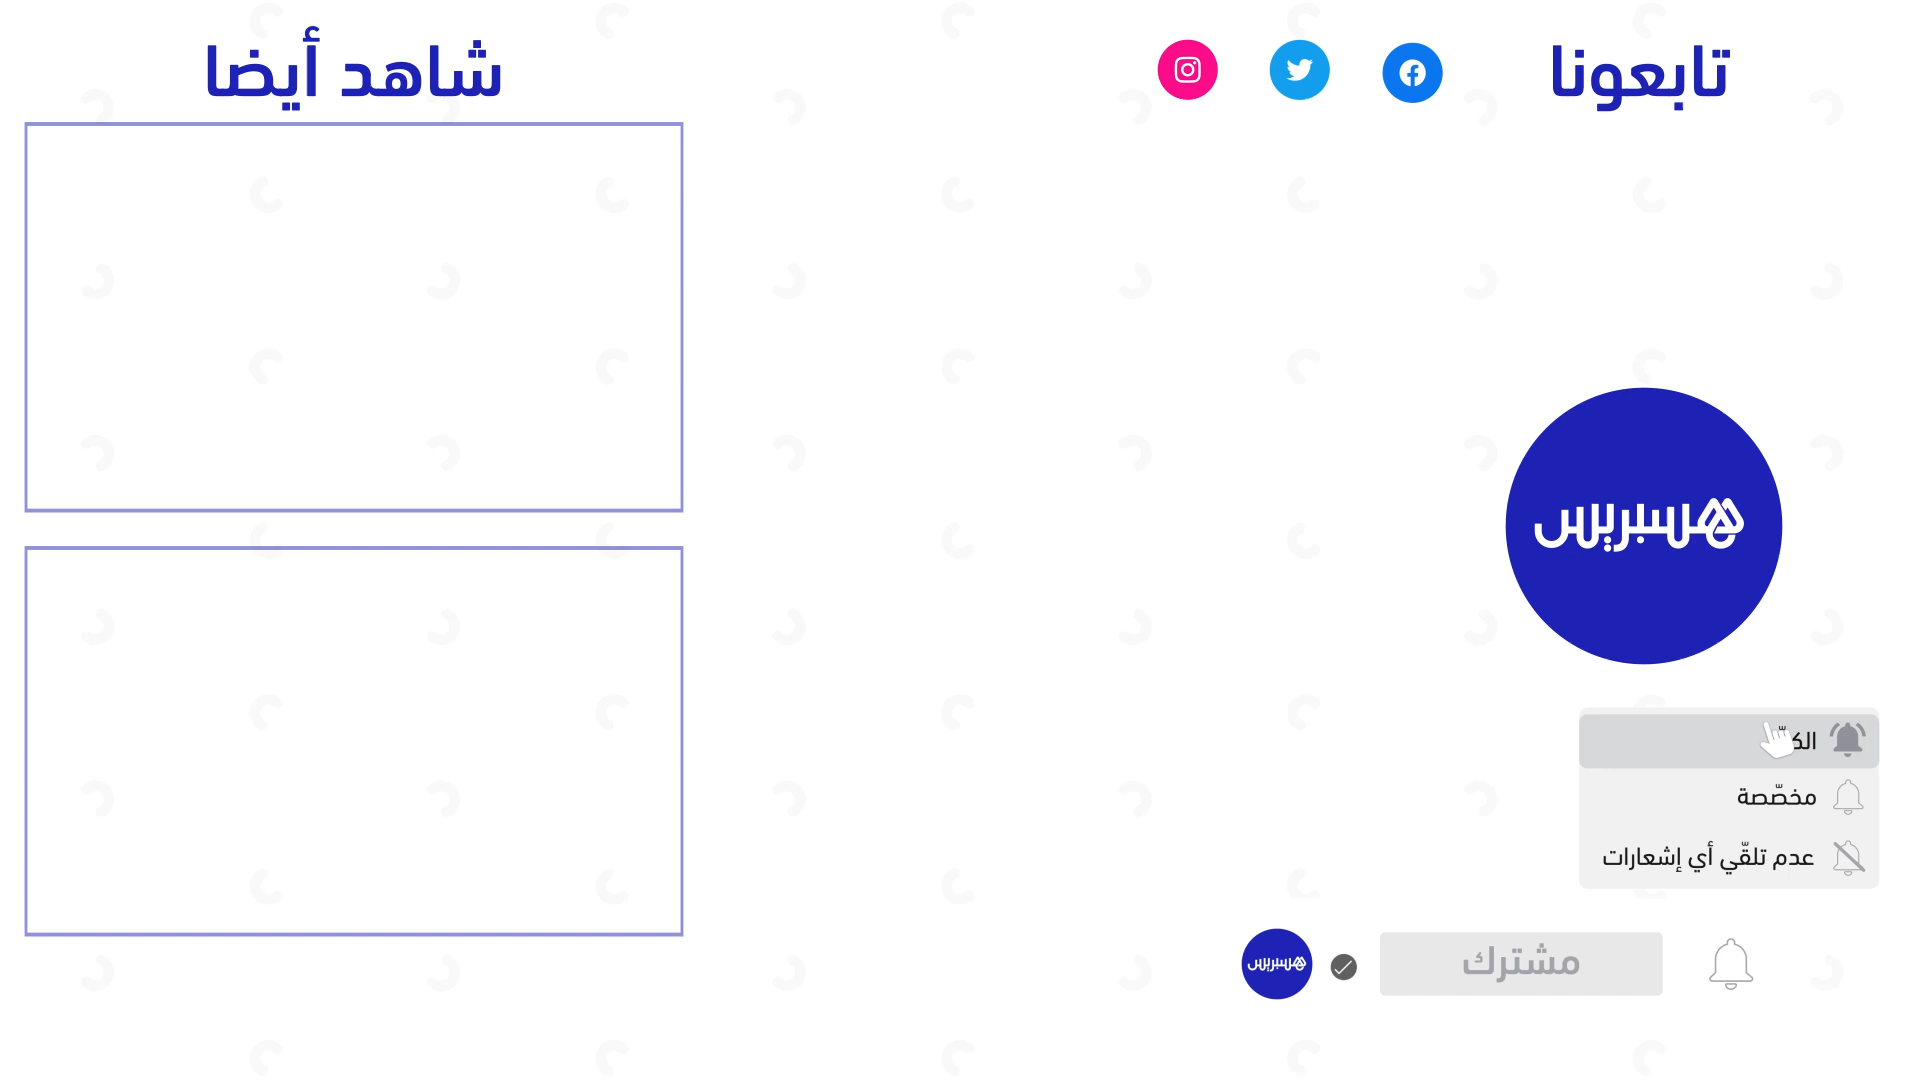 تابعونا
شاهد أيضا
هسبريس
مخصّصة
عدم تلقّي أي إشعارات
هسبريس
مشترك